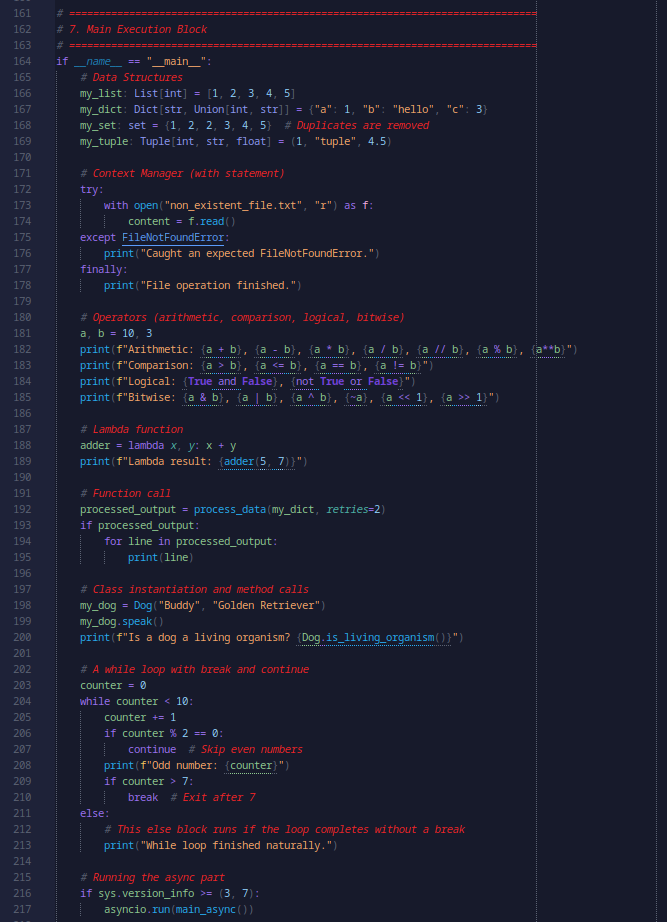 161 # ==============================================================================
162 # 7. Main Execution Block
163 # ==============================================================================
164 if __name__ == "__main__":
165     # Data Structures
166     my_list: List[int] = [1, 2, 3, 4, 5]
167     my_dict: Dict[str, Union[int, str]] = {"a": 1, "b": "hello", "c": 3}
168     my_set: set = {1, 2, 2, 3, 4, 5}  # Duplicates are removed
169     my_tuple: Tuple[int, str, float] = (1, "tuple", 4.5)
170
171     # Context Manager (with statement)
172     try:
173         with open("non_existent_file.txt", "r") as f:
174             content = f.read()
175     except FileNotFoundError:
176         print("Caught an expected FileNotFoundError.")
177     finally:
178         print("File operation finished.")
179
180     # Operators (arithmetic, comparison, logical, bitwise)
181     a, b = 10, 3
182     print(f"Arithmetic: {a + b}, {a - b}, {a * b}, {a / b}, {a // b}, {a % b}, {a**b}")
183     print(f"Comparison: {a > b}, {a <= b}, {a == b}, {a != b}")
184     print(f"Logical: {True and False}, {not True or False}")
185     print(f"Bitwise: {a & b}, {a | b}, {a ^ b}, {~a}, {a << 1}, {a >> 1}")
186
187     # Lambda function
188     adder = lambda x, y: x + y
189     print(f"Lambda result: {adder(5, 7)}")
190
191     # Function call
192     processed_output = process_data(my_dict, retries=2)
193     if processed_output:
194         for line in processed_output:
195             print(line)
196
197     # Class instantiation and method calls
198     my_dog = Dog("Buddy", "Golden Retriever")
199     my_dog.speak()
200     print(f"Is a dog a living organism? {Dog.is_living_organism()}")
201
202     # A while loop with break and continue
203     counter = 0
204     while counter < 10:
205         counter += 1
206         if counter % 2 == 0:
207             continue  # Skip even numbers
208         print(f"Odd number: {counter}")
209         if counter > 7:
210             break  # Exit after 7
211     else:
212         # This else block runs if the loop completes without a break
213         print("While loop finished naturally.")
214
215     # Running the async part
216     if sys.version_info >= (3, 7):
217         asyncio.run(main_async())